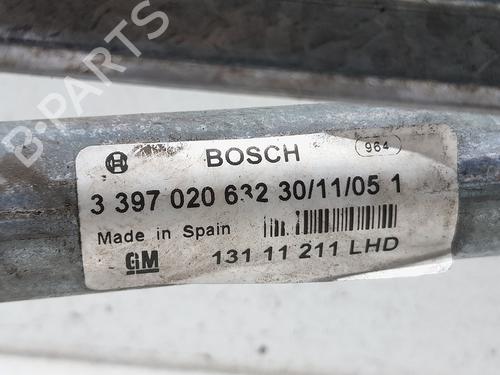 B-PARTS
BOSCH
964
3 397 020 632 30/11/05 1
Made in Spain
GM
131 11 211 LHD